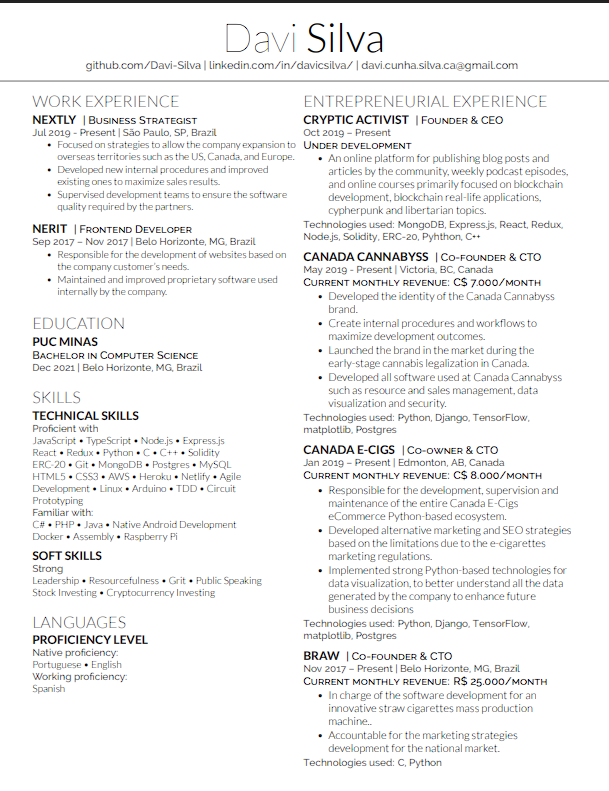 Davi Silva
github.com/Davi-Silva | linkedin.com/in/davicsilva/ | davi.cunha.silva.ca@gmail.com
WORK EXPERIENCE
NEXTLY | Business Strategist
Jul 2019 - Present | São Paulo, SP, Brazil
• Focused on strategies to allow the company expansion to
overseas territories such as the US, Canada, and Europe.
• Developed new internal procedures and improved
existing ones to maximize sales results.
• Supervised development teams to ensure the software
quality required by the partners.
NERIT | Frontend Developer
Sep 2017 – Nov 2017 | Belo Horizonte, MG, Brazil
• Responsible for the development of websites based on
the company customer's needs.
• Maintained and improved proprietary software used
internally by the company.
EDUCATION
PUC MINAS
Bachelor in Computer Science
Dec 2021 | Belo Horizonte, MG, Brazil
SKILLS
TECHNICAL SKILLS
Proficient with
JavaScript • TypeScript • Node.js • Express.js
React • Redux • Python • C • C++ • Solidity
ERC-20 • Git • MongoDB • Postgres • MySQL
HTML5 • CSS3 • AWS • Heroku • Netlify • Agile
Development • Linux • Arduino • TDD • Circuit
Prototyping
Familiar with:
C# • PHP • Java • Native Android Development
Docker • Assembly • Raspberry Pi
SOFT SKILLS
Strong
Leadership • Resourcefulness • Grit • Public Speaking
Stock Investing • Cryptocurrency Investing
LANGUAGES
PROFICIENCY LEVEL
Native proficiency:
Portuguese • English
Working proficiency:
Spanish
ENTREPRENEURIAL EXPERIENCE
CRYPTIC ACTIVIST | Founder & CEO
Oct 2019 – Present
Under development
• An online platform for publishing blog posts and
articles by the community, weekly podcast episodes,
and online courses primarily focused on blockchain
development, blockchain real-life applications,
cypherpunk and libertarian topics.
Technologies used: MongoDB, Express.js, React, Redux,
Node.js, Solidity, ERC-20, Pyhthon, C++
CANADA CANNABYSS | Co-founder & CTO
May 2019 - Present | Victoria, BC, Canada
Current monthly revenue: C$ 7.000/month
• Developed the identity of the Canada Cannabyss
brand.
• Create internal procedures and workflows to
maximize development outcomes.
• Launched the brand in the market during the
early-stage cannabis legalization in Canada.
• Developed all software used at Canada Cannabyss
such as resource and sales management, data
visualization and security.
Technologies used: Python, Django, TensorFlow,
matplotlib, Postgres
CANADA E-CIGS | Co-owner & CTO
Jan 2019 – Present | Edmonton, AB, Canada
Current monthly revenue: C$ 8.000/month
• Responsible for the development, supervision and
maintenance of the entire Canada E-Cigs
eCommerce Python-based ecosystem.
• Developed alternative marketing and SEO strategies
based on the limitations due to the e-cigarettes
marketing regulations.
• Implemented strong Python-based technologies for
data visualization, to better understand all the data
generated by the company to enhance future
business decisions
Technologies used: Python, Django, TensorFlow,
matplotlib, Postgres
BRAW | Co-founder & CTO
Nov 2017 – Present | Belo Horizonte, MG, Brazil
Current monthly revenue: R$ 25.000/month
• In charge of the software development for an
innovative straw cigarettes mass production
machine..
• Accountable for the marketing strategies
development for the national market.
Technologies used: C, Python